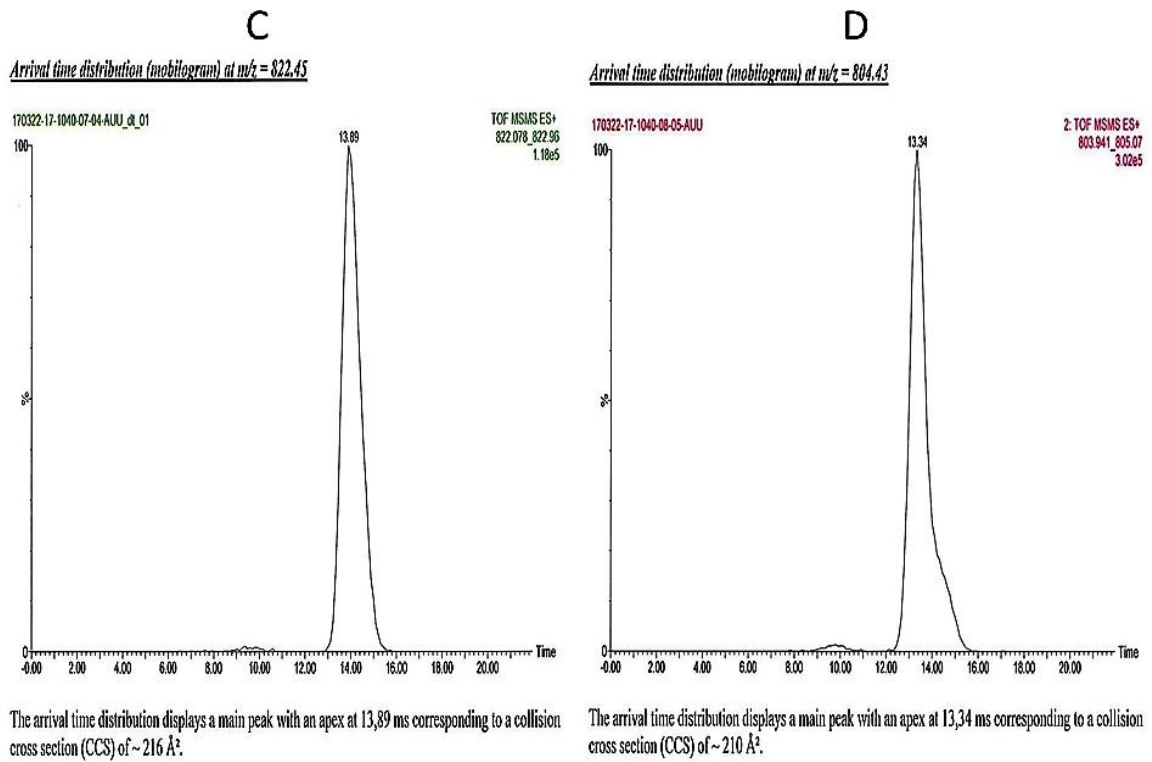 C
Arrival time distribution (mobilogram) at m/z = 822.45
170322-17-1040-07-04-AUU_dt_01
TOF MSMS ES+
822.078_822.96
1.18e5
13.89
100
%
0
-0.00 2.00 4.00 6.00 8.00 10.00 12.00 14.00 16.00 18.00 20.00
Time
The arrival time distribution displays a main peak with an apex at 13,89 ms corresponding to a collision
cross section (CCS) of ~ 216 Å².
D
Arrival time distribution (mobilogram) at m/z = 804.43
170322-17-1040-08-05-AUU
2: TOF MSMS ES+
803.941_805.07
3.02e5
13.34
100
%
0
-0.00 2.00 4.00 6.00 8.00 10.00 12.00 14.00 16.00 18.00 20.00
Time
The arrival time distribution displays a main peak with an apex at 13,34 ms corresponding to a collision
cross section (CCS) of ~ 210 Å².